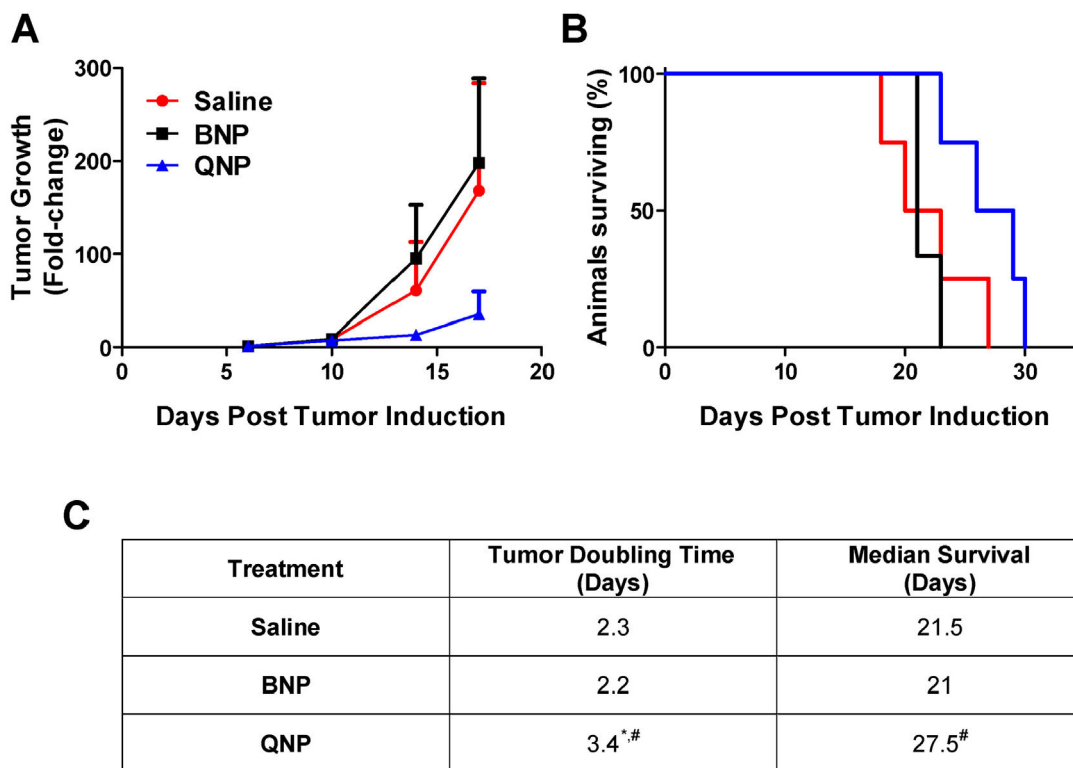 A
Tumor Growth
(Fold-change)
300
200
100
0
Saline
BNP
QNP
0
5
10
15
20
Days Post Tumor Induction
B
Animals surviving (%)
100
50
0
0
10
20
30
Days Post Tumor Induction
C
Treatment
Tumor Doubling Time
(Days)
Median Survival
(Days)
Saline
2.3
21.5
BNP
2.2
21
QNP
3.4*,#
27.5#